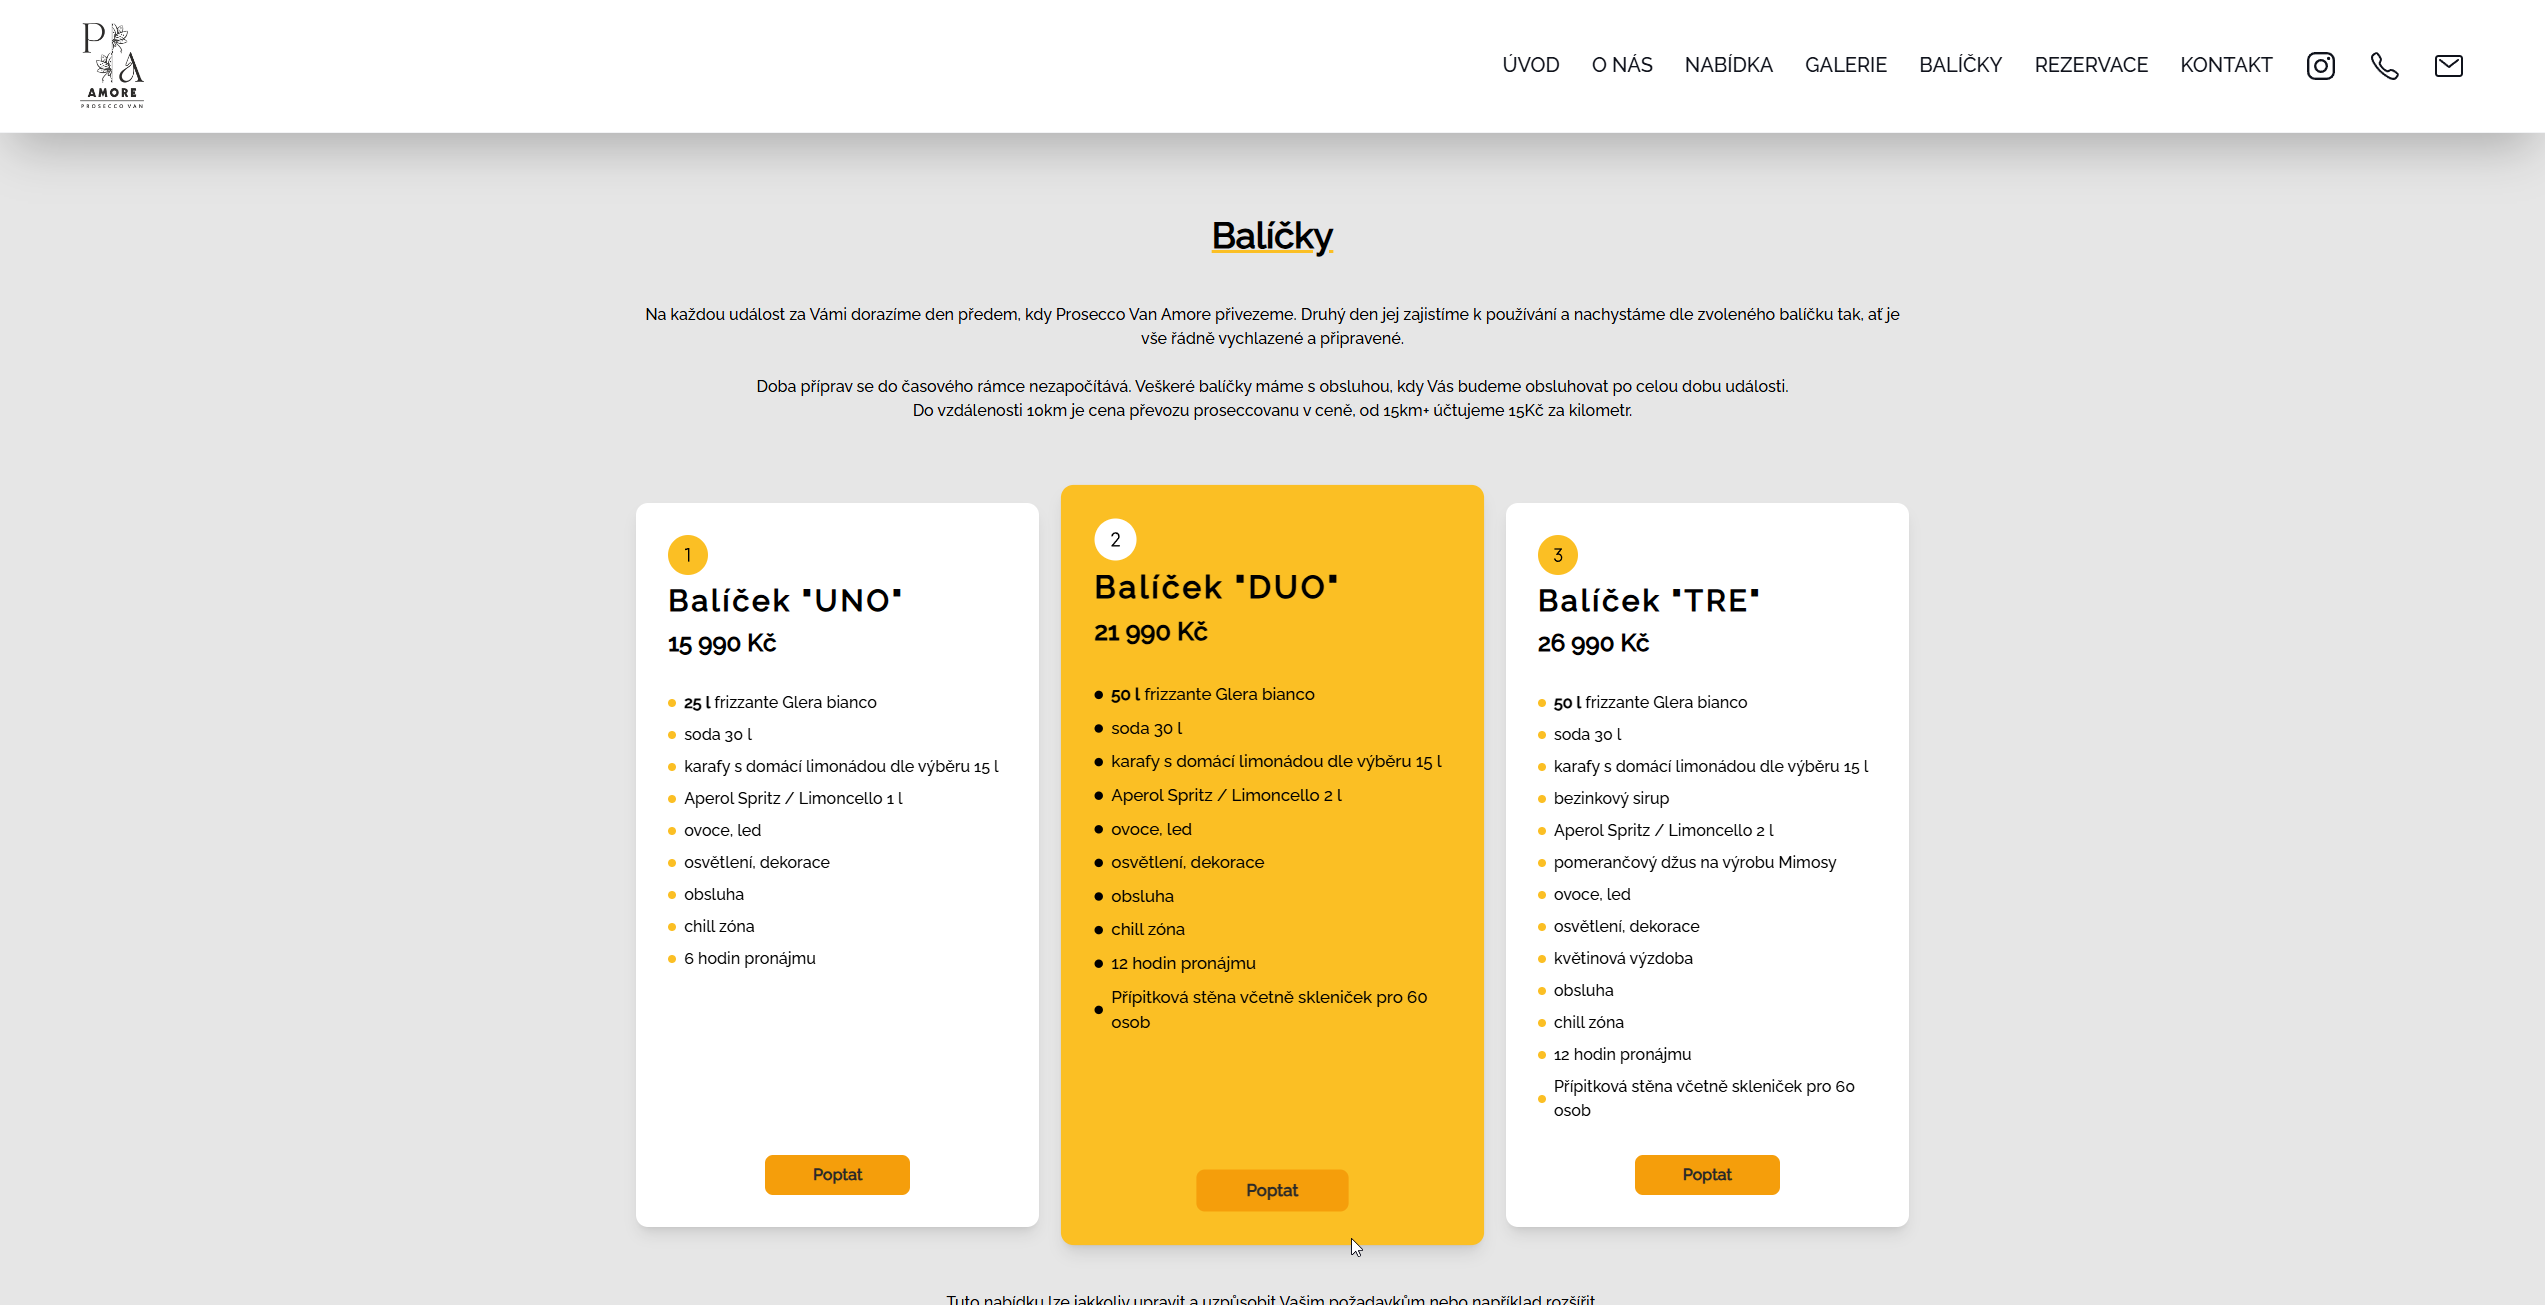 P
A
AMORE
PROSECCO VAN
ÚVOD O NÁS NABÍDKA GALERIE BALÍČKY REZERVACE KONTAKT
Balíčky
Na každou událost za Vámi dorazíme den předem, kdy Prosecco Van Amore přivezeme. Druhý den jej zajistíme k používání a nachystáme dle zvoleného balíčku tak, ať je
vše řádně vychlazené a připravené.
Doba příprav se do časového rámce nezapočítává. Veškeré balíčky máme s obsluhou, kdy Vás budeme obsluhovat po celou dobu události.
Do vzdálenosti 10km je cena převozu proseccovanu v ceně, od 15km+ účtujeme 15Kč za kilometr.
1
Balíček "UNO"
15 990 Kč
25 l frizzante Glera bianco
soda 30 l
karafy s domácí limonádou dle výběru 15 l
Aperol Spritz / Limoncello 1 l
ovoce, led
osvětlení, dekorace
obsluha
chill zóna
6 hodin pronájmu
Poptat
2
Balíček "DUO"
21 990 Kč
50 l frizzante Glera bianco
soda 30 l
karafy s domácí limonádou dle výběru 15 l
Aperol Spritz / Limoncello 2 l
ovoce, led
osvětlení, dekorace
obsluha
chill zóna
12 hodin pronájmu
Přípitková stěna včetně skleniček pro 60
osob
Poptat
3
Balíček "TRE"
26 990 Kč
50 l frizzante Glera bianco
soda 30 l
karafy s domácí limonádou dle výběru 15 l
bezinkový sirup
Aperol Spritz / Limoncello 2 l
pomerančový džus na výrobu Mimosy
ovoce, led
osvětlení, dekorace
květinová výzdoba
obsluha
chill zóna
12 hodin pronájmu
Přípitková stěna včetně skleniček pro 60
osob
Poptat
Tuto nabídku lze jakkoliv upravit a uzpůsobit Vašim požadavkům nebo například rozšířit